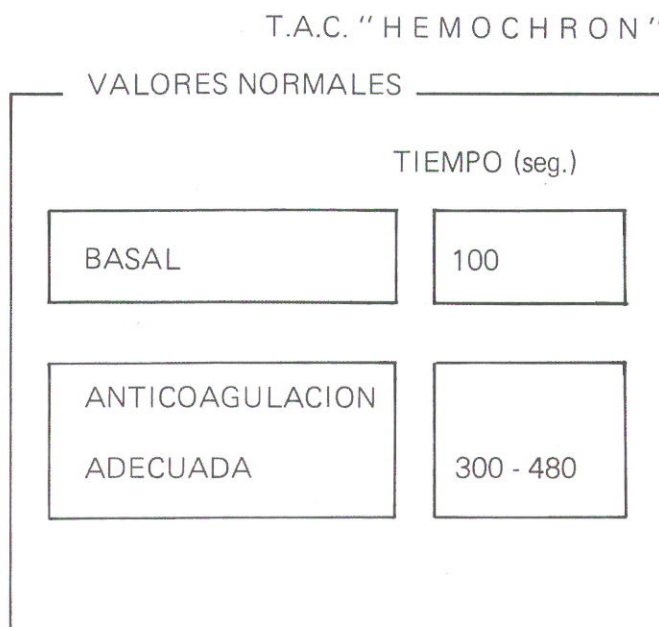 T.A.C. "HEMOCHRON"
VALORES NORMALES
TIEMPO (seg.)
BASAL 100
ANTICOAGULACION
ADECUADA 300 - 480